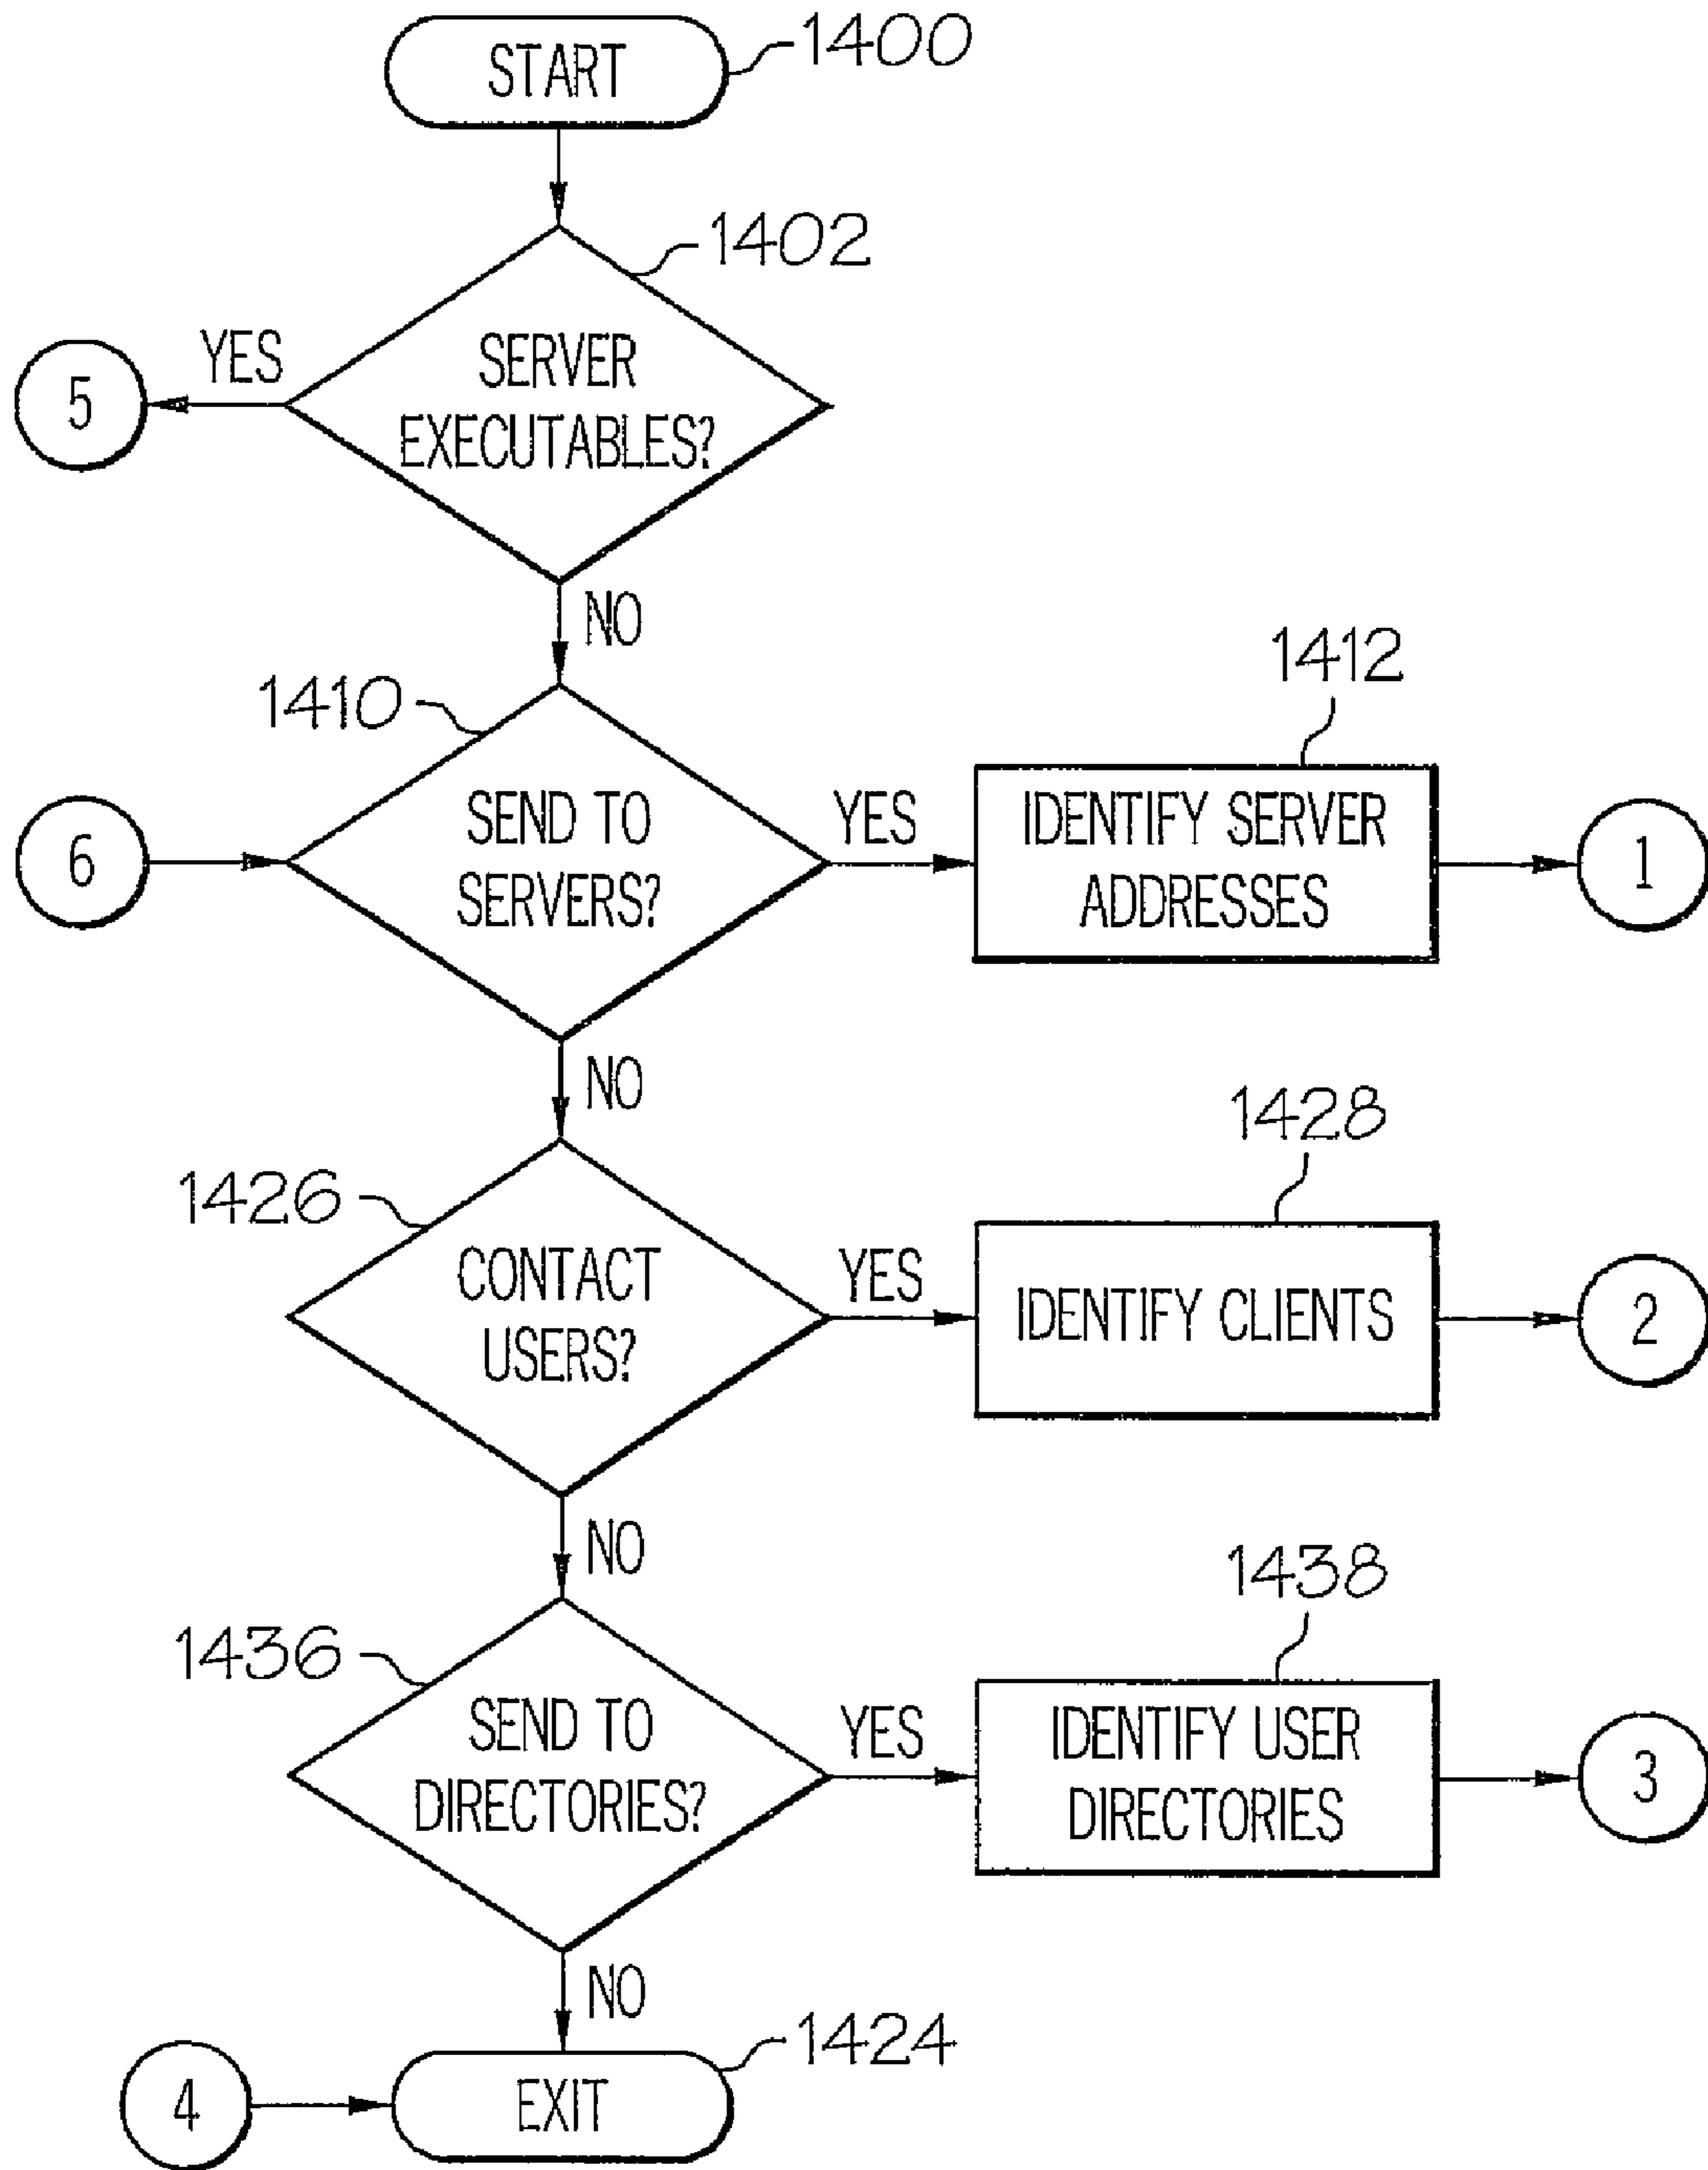 START
1400
1402
YES
5
SERVER
EXECUTABLES?
NO
1410
1412
6
SEND TO
SERVERS?
YES
IDENTIFY SERVER
ADDRESSES
1
NO
1426
1428
CONTACT
USERS?
YES
IDENTIFY CLIENTS
2
NO
1436
1438
SEND TO
DIRECTORIES?
YES
IDENTIFY USER
DIRECTORIES
3
NO
1424
4
EXIT